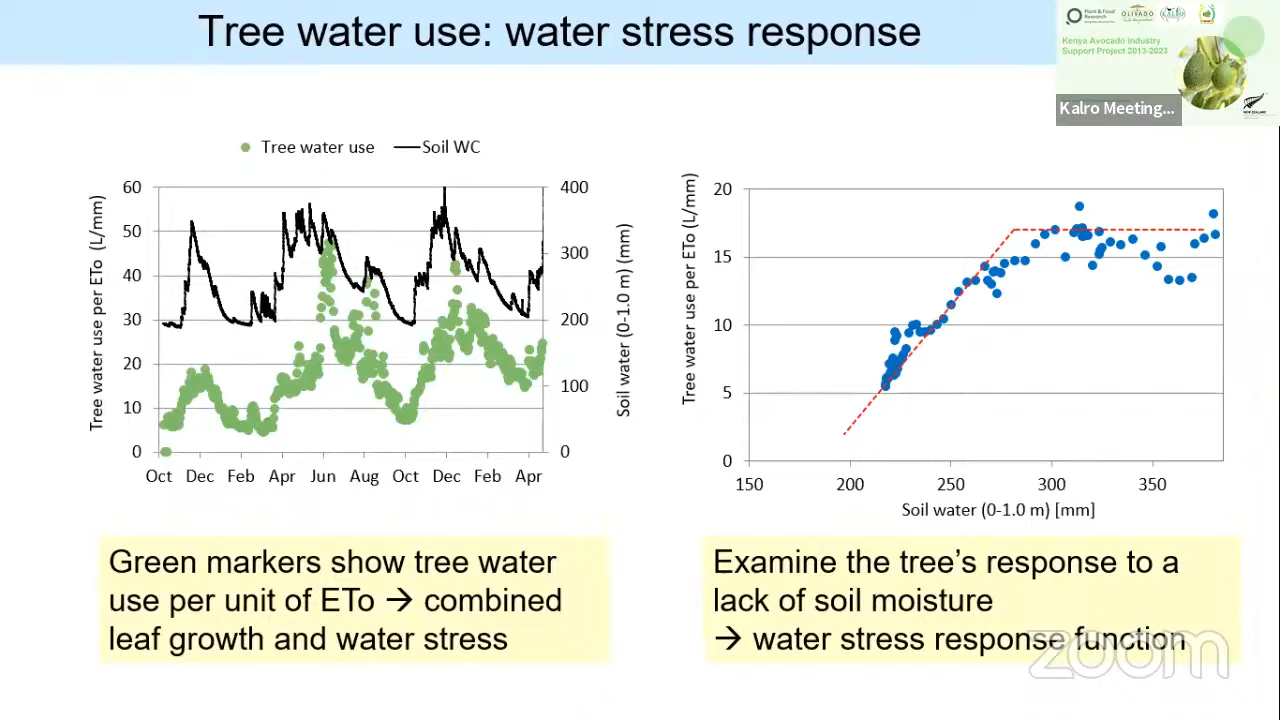 Tree water use: water stress response
Plant & Food
Research
OLIVADO
KALRO
Kenya Avocado Industry
Support Project 2013-2023
Kalro Meeting...
Tree water use
Soil WC
60
50
40
30
20
10
0
Tree water use per ETo (L/mm)
400
300
200
100
0
Soil water (0-1.0 m) (mm)
Oct Dec Feb Apr Jun Aug Oct Dec Feb Apr
20
15
10
5
0
Tree water use per ETo (L/mm)
150 200 250 300 350
Soil water (0-1.0 m) [mm]
Green markers show tree water
use per unit of ETo → combined
leaf growth and water stress
Examine the tree's response to a
lack of soil moisture
→ water stress response function
zoom